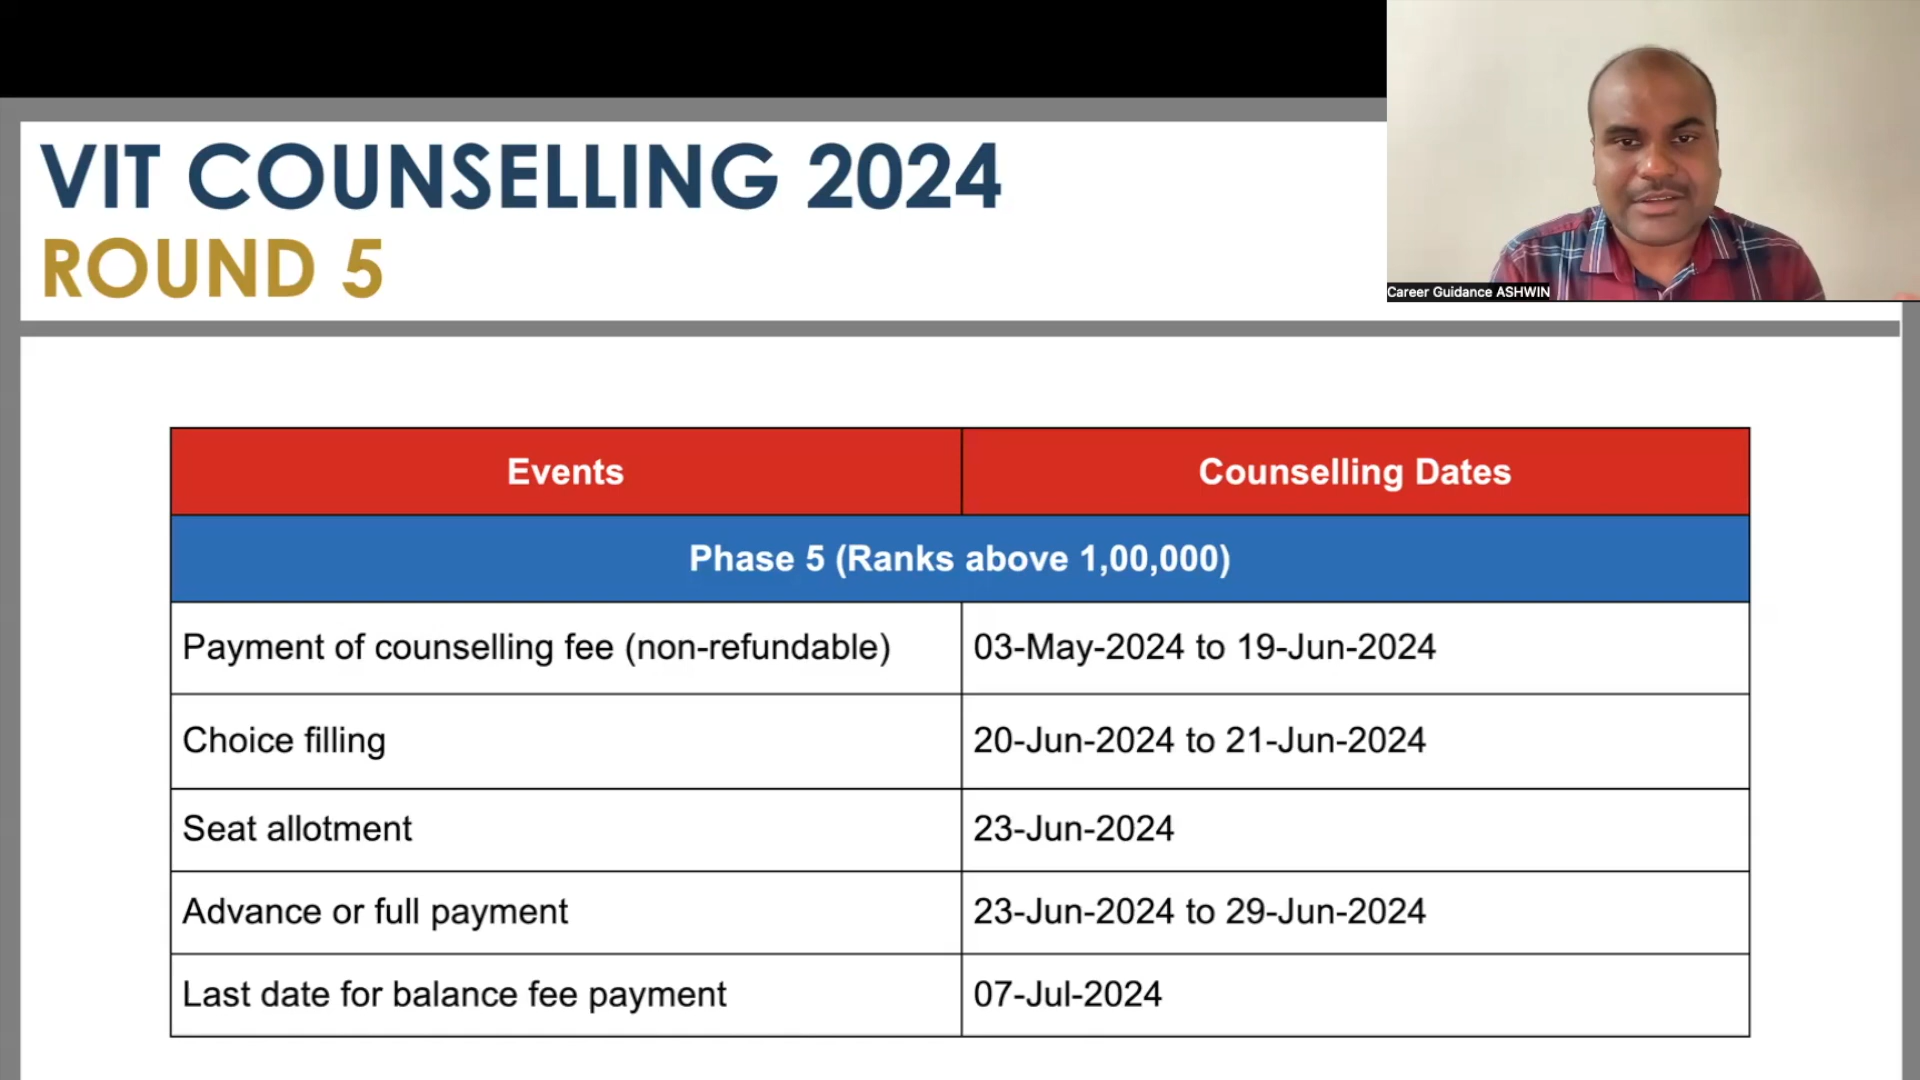 VIT COUNSELLING 2024
ROUND 5
Career Guidance ASHWIN
Events Counselling Dates
Phase 5 (Ranks above 1,00,000)
Payment of counselling fee (non-refundable) 03-May-2024 to 19-Jun-2024
Choice filling 20-Jun-2024 to 21-Jun-2024
Seat allotment 23-Jun-2024
Advance or full payment 23-Jun-2024 to 29-Jun-2024
Last date for balance fee payment 07-Jul-2024